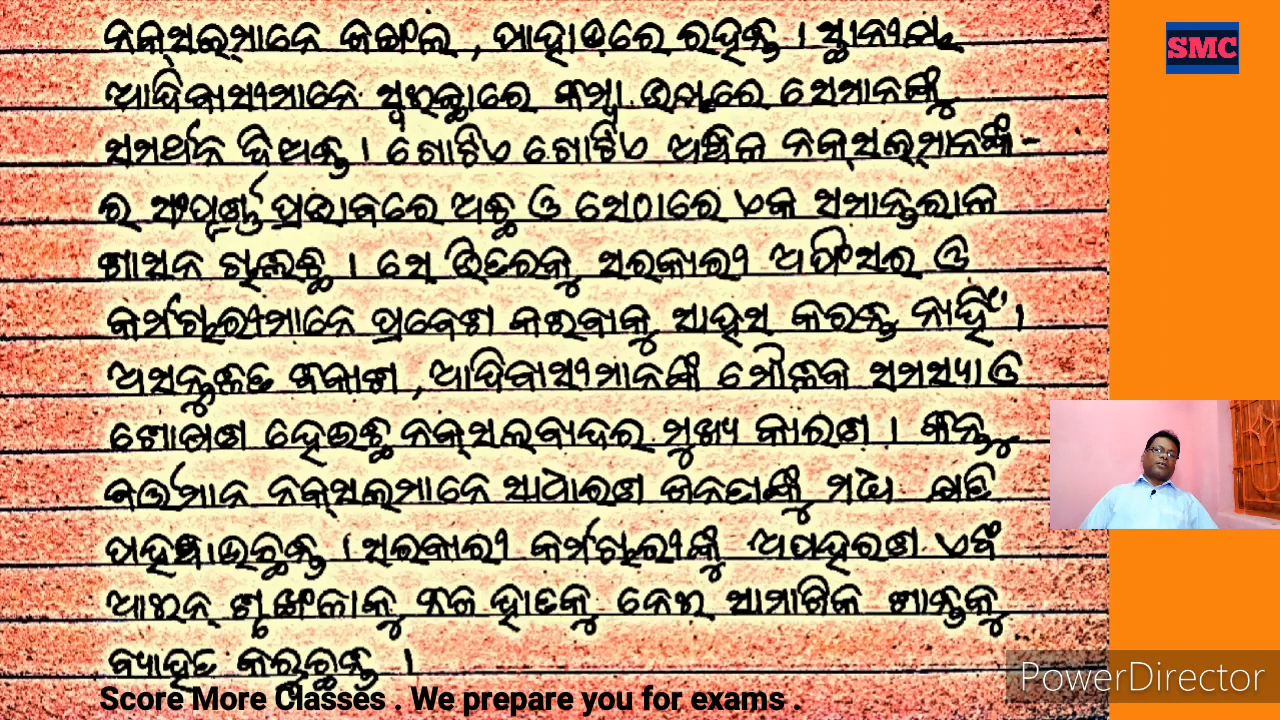 ନକ୍ସଲ୍‌ମାନେ ଜଙ୍ଗଲ, ପାହାଡ଼ରେ ରହନ୍ତି । ସ୍ଥାନୀୟ
SMC
ଆଦିବାସୀମାନେ ସ୍ୱଇଚ୍ଛାରେ କିମ୍ବା ଭୟରେ ସେମାନଙ୍କୁ
ସମର୍ଥନ ଦିଅନ୍ତି । ଗୋଟିଏ ଗୋଟିଏ ଅଞ୍ଚଳ ନକ୍ସଲ୍‌ମାନଙ୍କ-
ର ସଂପୂର୍ଣ୍ଣ ପ୍ରଭାବରେ ଅଛି ଓ ସେଠାରେ ଏକ ସମାନ୍ତରାଳ
ଶାସନ ଚାଲିଛି । ସେ ଭିତରକୁ ସରକାରୀ ଅଫିସର ଓ
କର୍ମଚାରୀମାନେ ପ୍ରବେଶ କରିବାକୁ ସାହସ କରନ୍ତି ନାହିଁ ।
ଅସନ୍ତୁଳିତ ବିକାଶ, ଆଦିବାସୀମାନଙ୍କ ମୌଳିକ ସମସ୍ୟା ଓ
ଶୋଷଣ ହେଉଛି ନକ୍ସଲବାଦର ମୁଖ୍ୟ କାରଣ । କିନ୍ତୁ
ବର୍ତ୍ତମାନ ନକ୍ସଲମାନେ ସାଧାରଣ ଜନତାଙ୍କୁ ମଧ୍ୟ କ୍ଷତି
ପହଞ୍ଚାଉଛନ୍ତି । ସରକାରୀ କର୍ମଚାରୀଙ୍କୁ ଅପହରଣ ଏବଂ
ଆଇନ୍ ଶୃଙ୍ଖଳାକୁ ନିଜ ହାତକୁ ନେଇ ସାମାଜିକ ଶାନ୍ତିକୁ
ବ୍ୟାହତ କରୁଛନ୍ତି ।
Score More Classes . We prepare you for exams .
PowerDirector